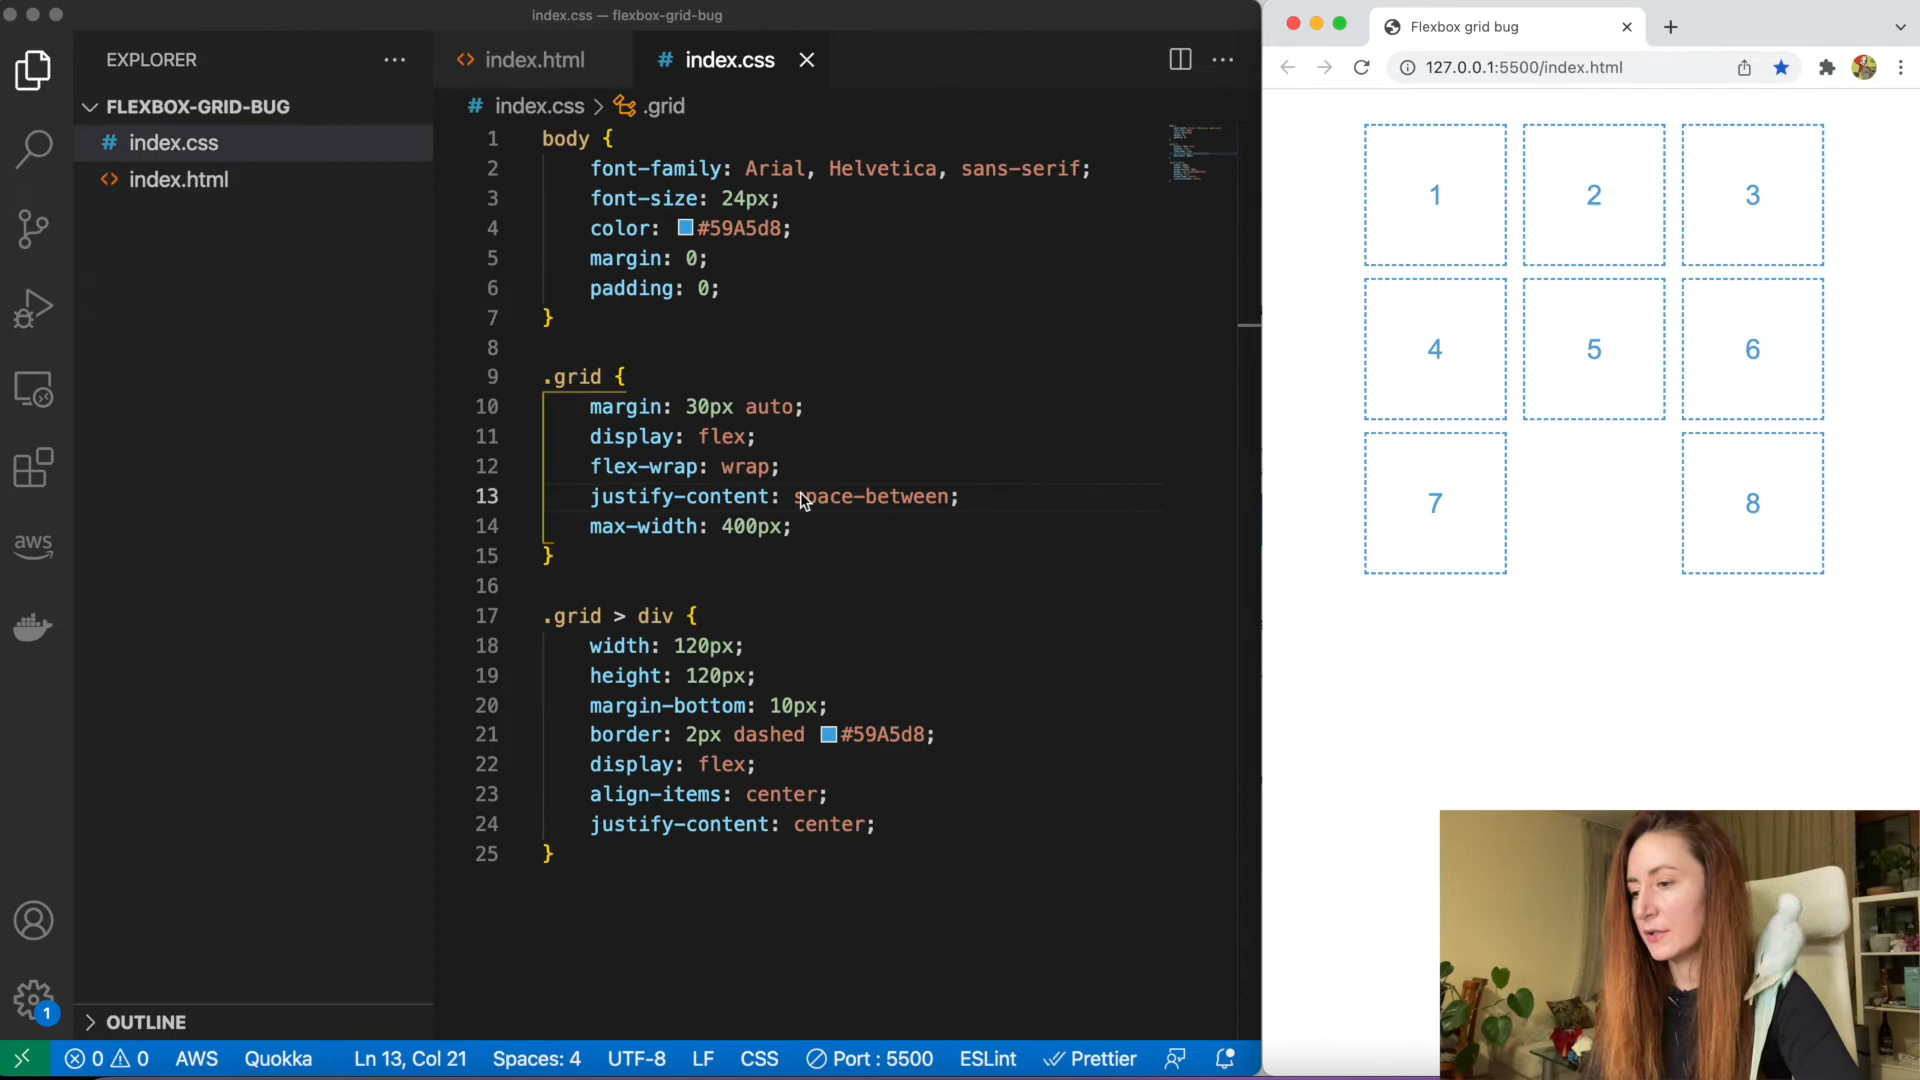 index.css — flexbox-grid-bug
EXPLORER
FLEXBOX-GRID-BUG
# index.css
<> index.html
OUTLINE
aws
1
<> index.html
# index.css
# index.css > .grid
1 body {
2 font-family: Arial, Helvetica, sans-serif;
3 font-size: 24px;
4 color: #59A5d8;
5 margin: 0;
6 padding: 0;
7 }
8
9 .grid {
10 margin: 30px auto;
11 display: flex;
12 flex-wrap: wrap;
13 justify-content: space-between;
14 max-width: 400px;
15 }
16
17 .grid > div {
18 width: 120px;
19 height: 120px;
20 margin-bottom: 10px;
21 border: 2px dashed #59A5d8;
22 display: flex;
23 align-items: center;
24 justify-content: center;
25 }
0 0 AWS Quokka Ln 13, Col 21 Spaces: 4 UTF-8 LF CSS Port : 5500 ESLint Prettier
Flexbox grid bug
127.0.0.1:5500/index.html
1 2 3
4 5 6
7 8